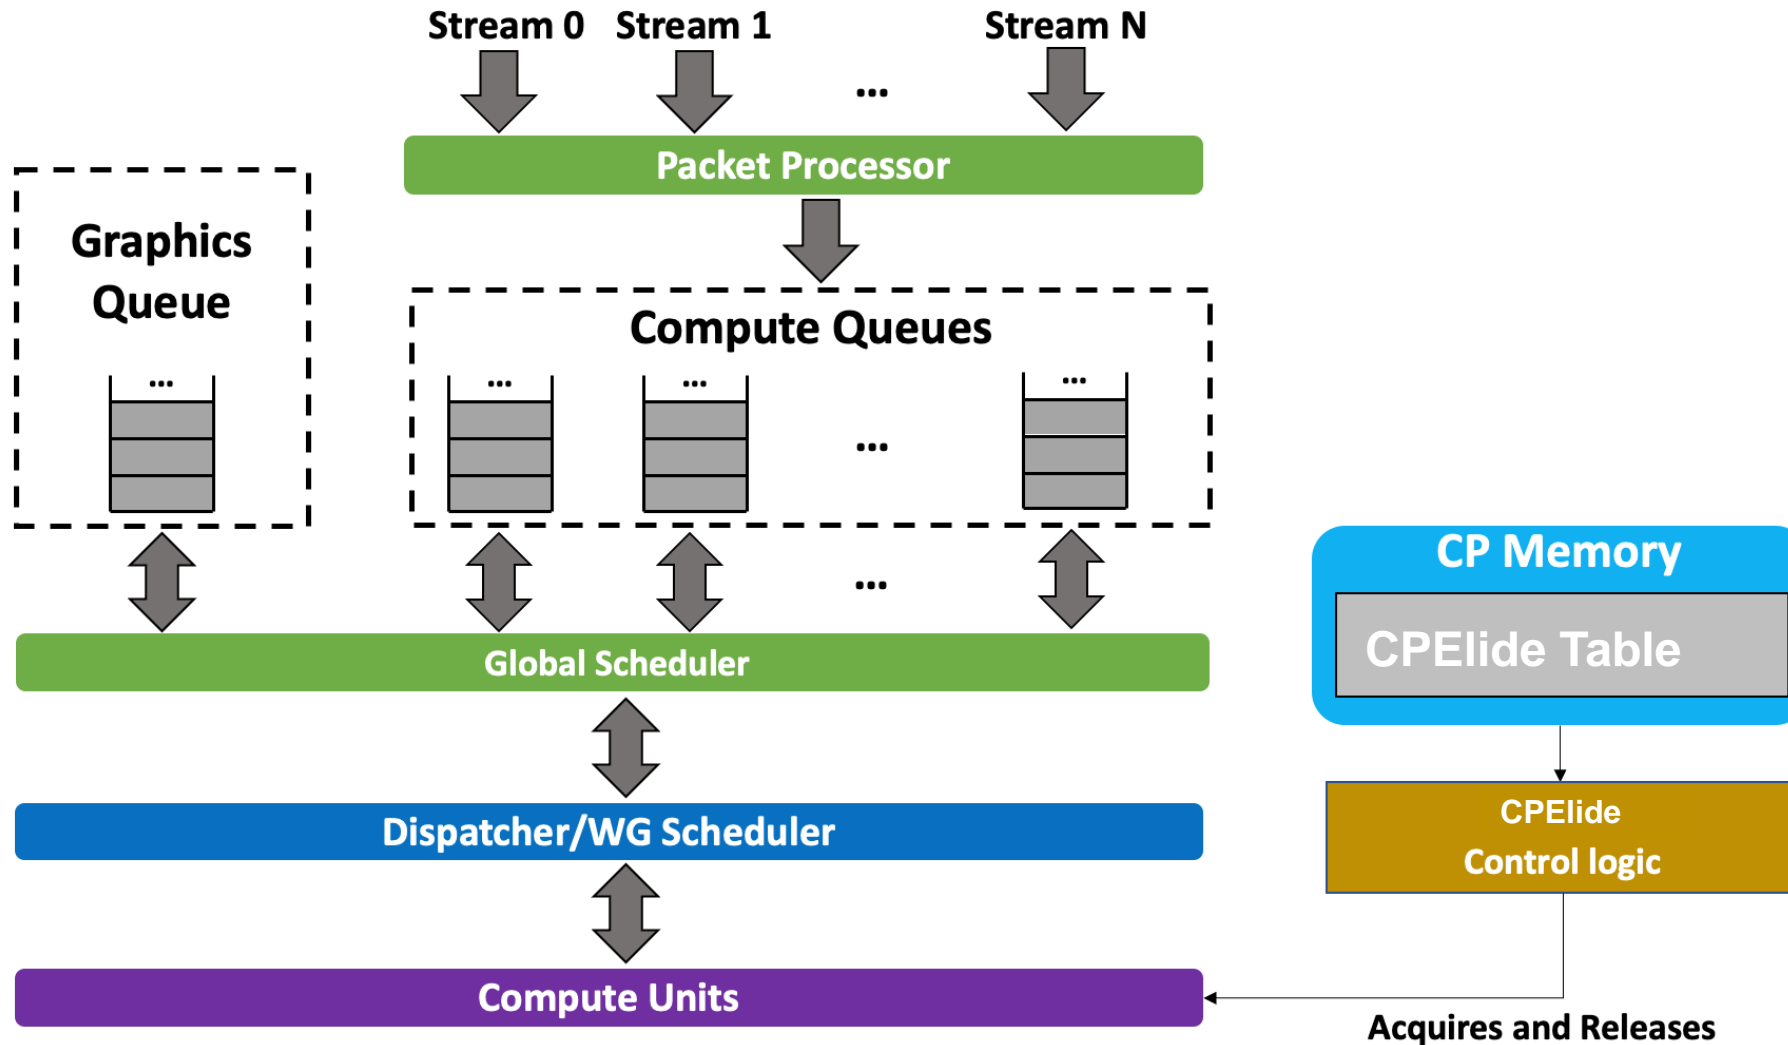 Stream 0 Stream 1 Stream N
...
Packet Processor
Graphics
Queue
Compute Queues
... ... ... ...
...
...
Global Scheduler
CP Memory
CPElide Table
Dispatcher/WG Scheduler
CPElide
Control logic
Compute Units
Acquires and Releases